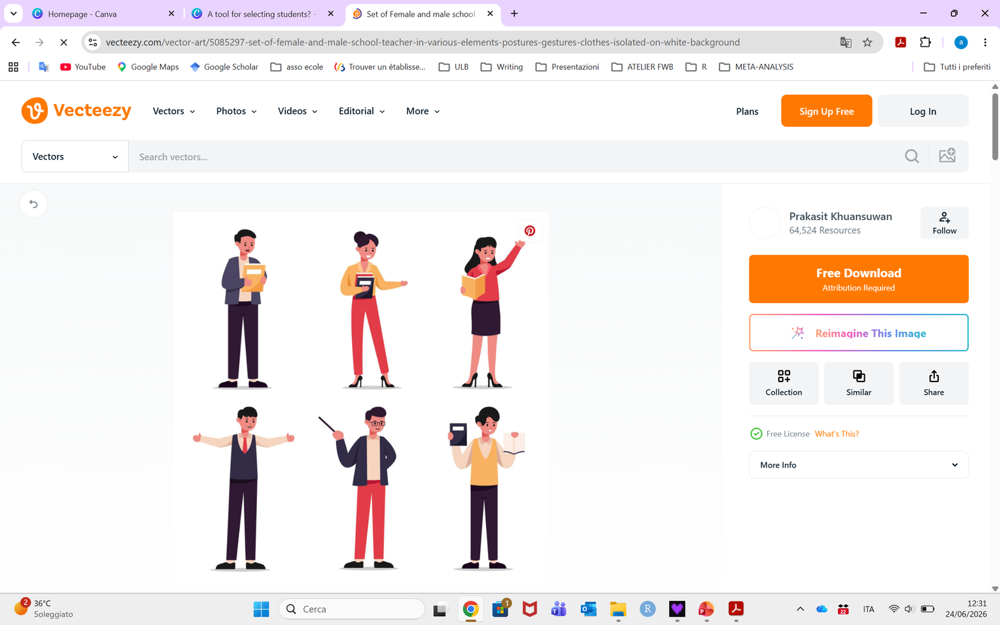 Homepage - Canva
A tool for selecting students? -
Set of Female and male school
vecteezy.com/vector-art/5085297-set-of-female-and-male-school-teacher-in-various-elements-postures-gestures-clothes-isolated-on-white-background
a
YouTube
Google Maps
Google Scholar
asso ecole
Trouver un établisse...
ULB
Writing
Presentazioni
ATELIER FWB
R
META-ANALYSIS
Tutti i preferiti
Vecteezy
Vectors
Photos
Videos
Editorial
More
Plans
Sign Up Free
Log In
Vectors
Search vectors...
Prakasit Khuansuwan
64,524 Resources
Follow
Free Download
Attribution Required
Reimagine This Image
Collection
Similar
Share
Free License What's This?
More Info
2
36°C
Soleggiato
Cerca
1
R
22
ITA
12:31
24/06/2026